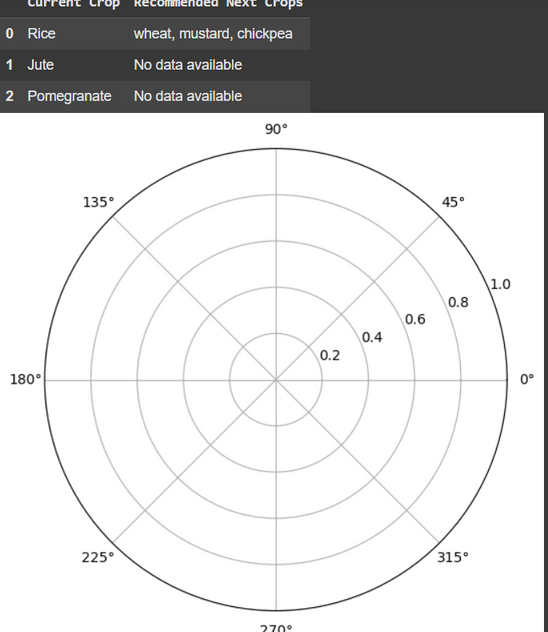 Current Crop Recommended Next Crops
0 Rice wheat, mustard, chickpea
1 Jute No data available
2 Pomegranate No data available
90°
135° 45°
1.0
0.8
0.6
0.4
0.2
180° 0°
225° 315°
270°